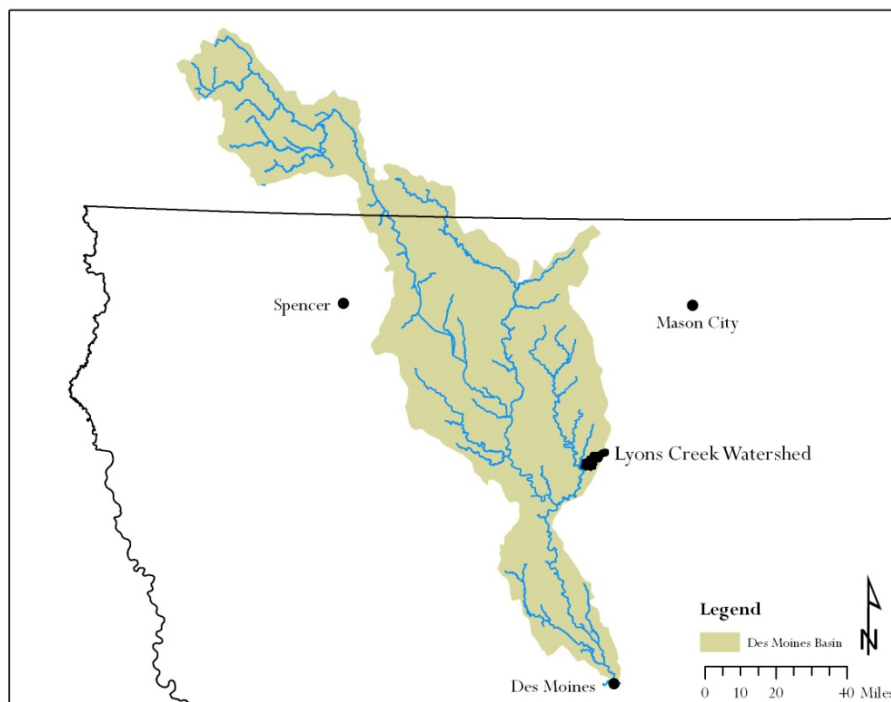 Spencer
Mason City
Lyons Creek Watershed
Legend
Des Moines Basin
N
Des Moines
0 10 20 40 Miles